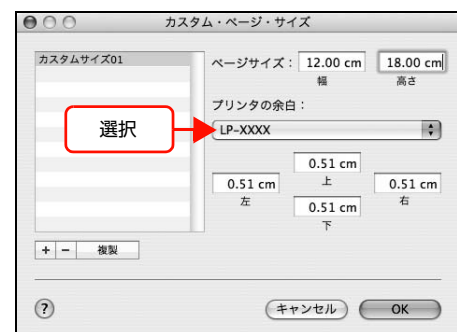 カスタム・ページ・サイズ
カスタムサイズ01
ページサイズ： 12.00 cm 18.00 cm
幅 高さ
プリンタの余白：
選択
LP-XXXX
0.51 cm
上
0.51 cm 0.51 cm
左 右
0.51 cm
下
+ − 複製
? キャンセル OK